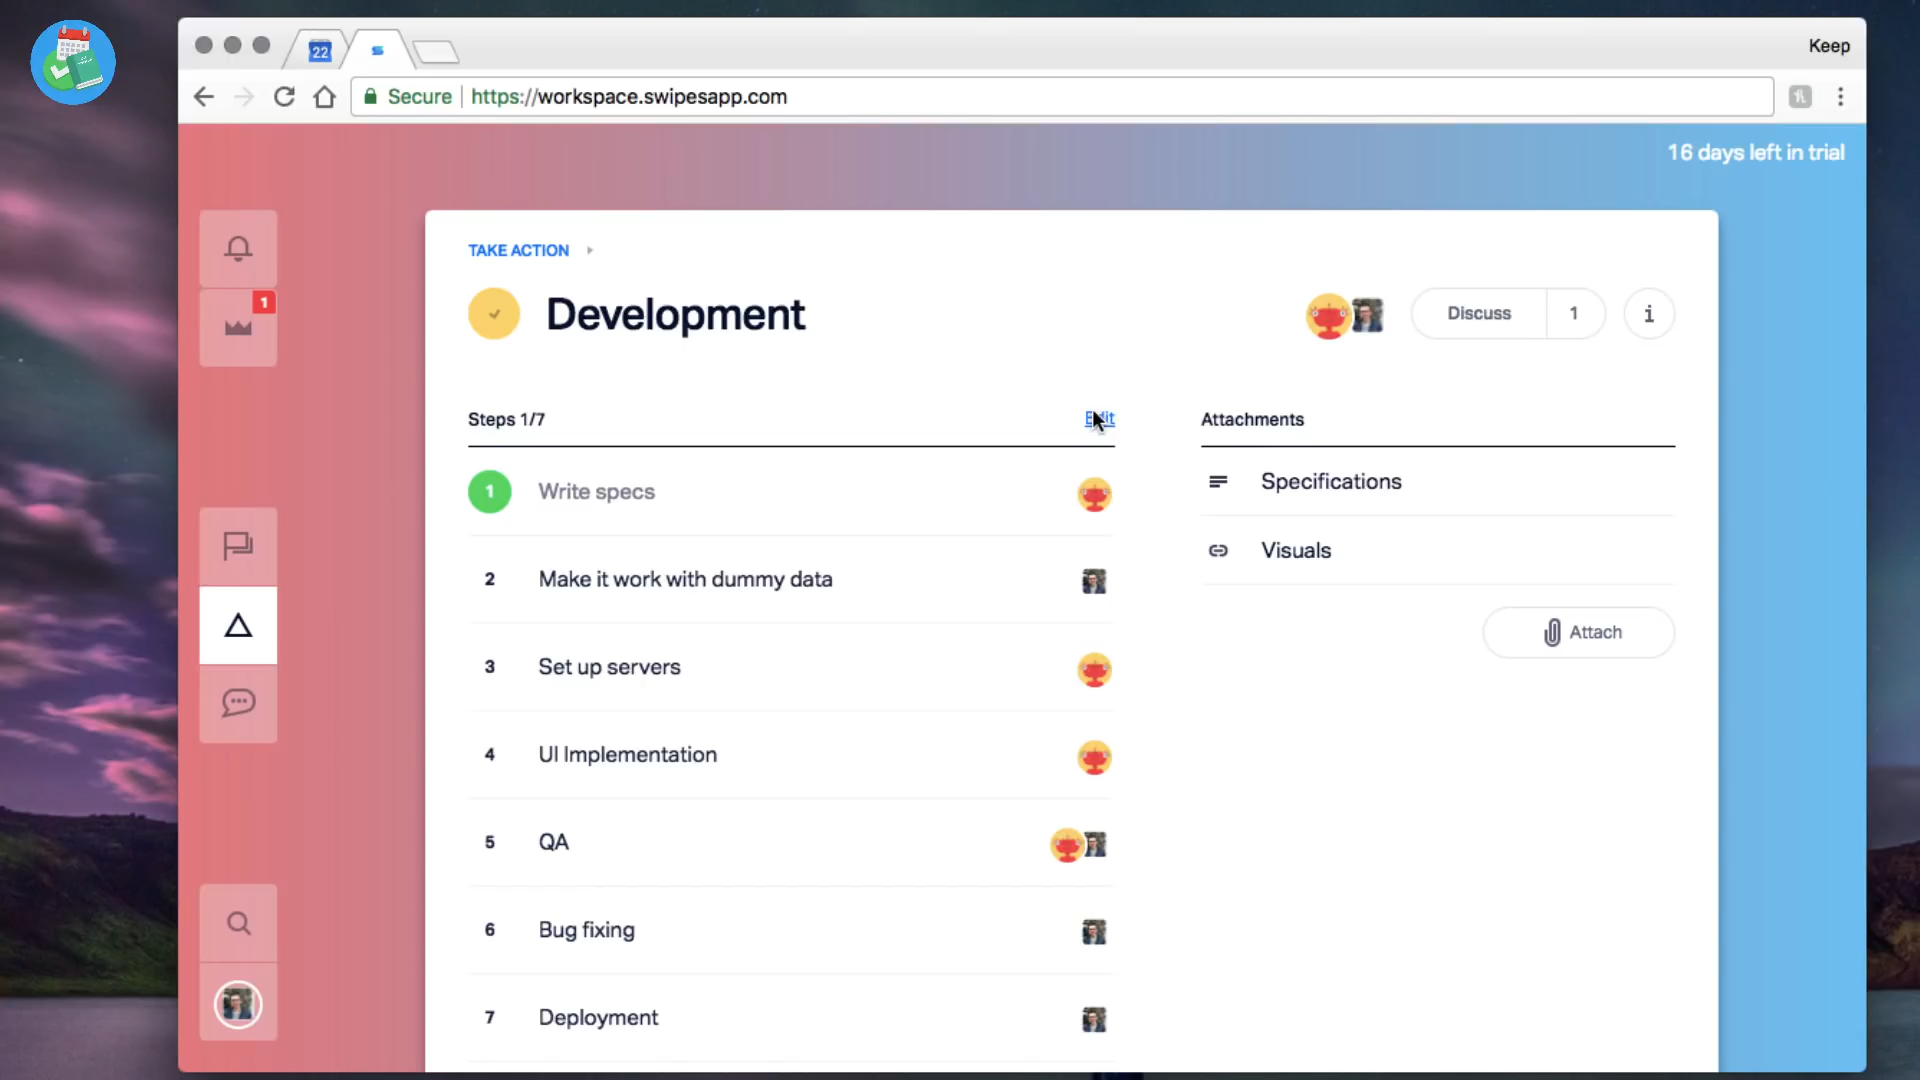 22
Keep
Secure
https://workspace.swipesapp.com
16 days left in trial
TAKE ACTION
1
Development
Discuss 1
i
Steps 1/7
Edit
Attachments
1 Write specs
Specifications
2 Make it work with dummy data
Visuals
3 Set up servers
Attach
4 UI Implementation
5 QA
6 Bug fixing
7 Deployment